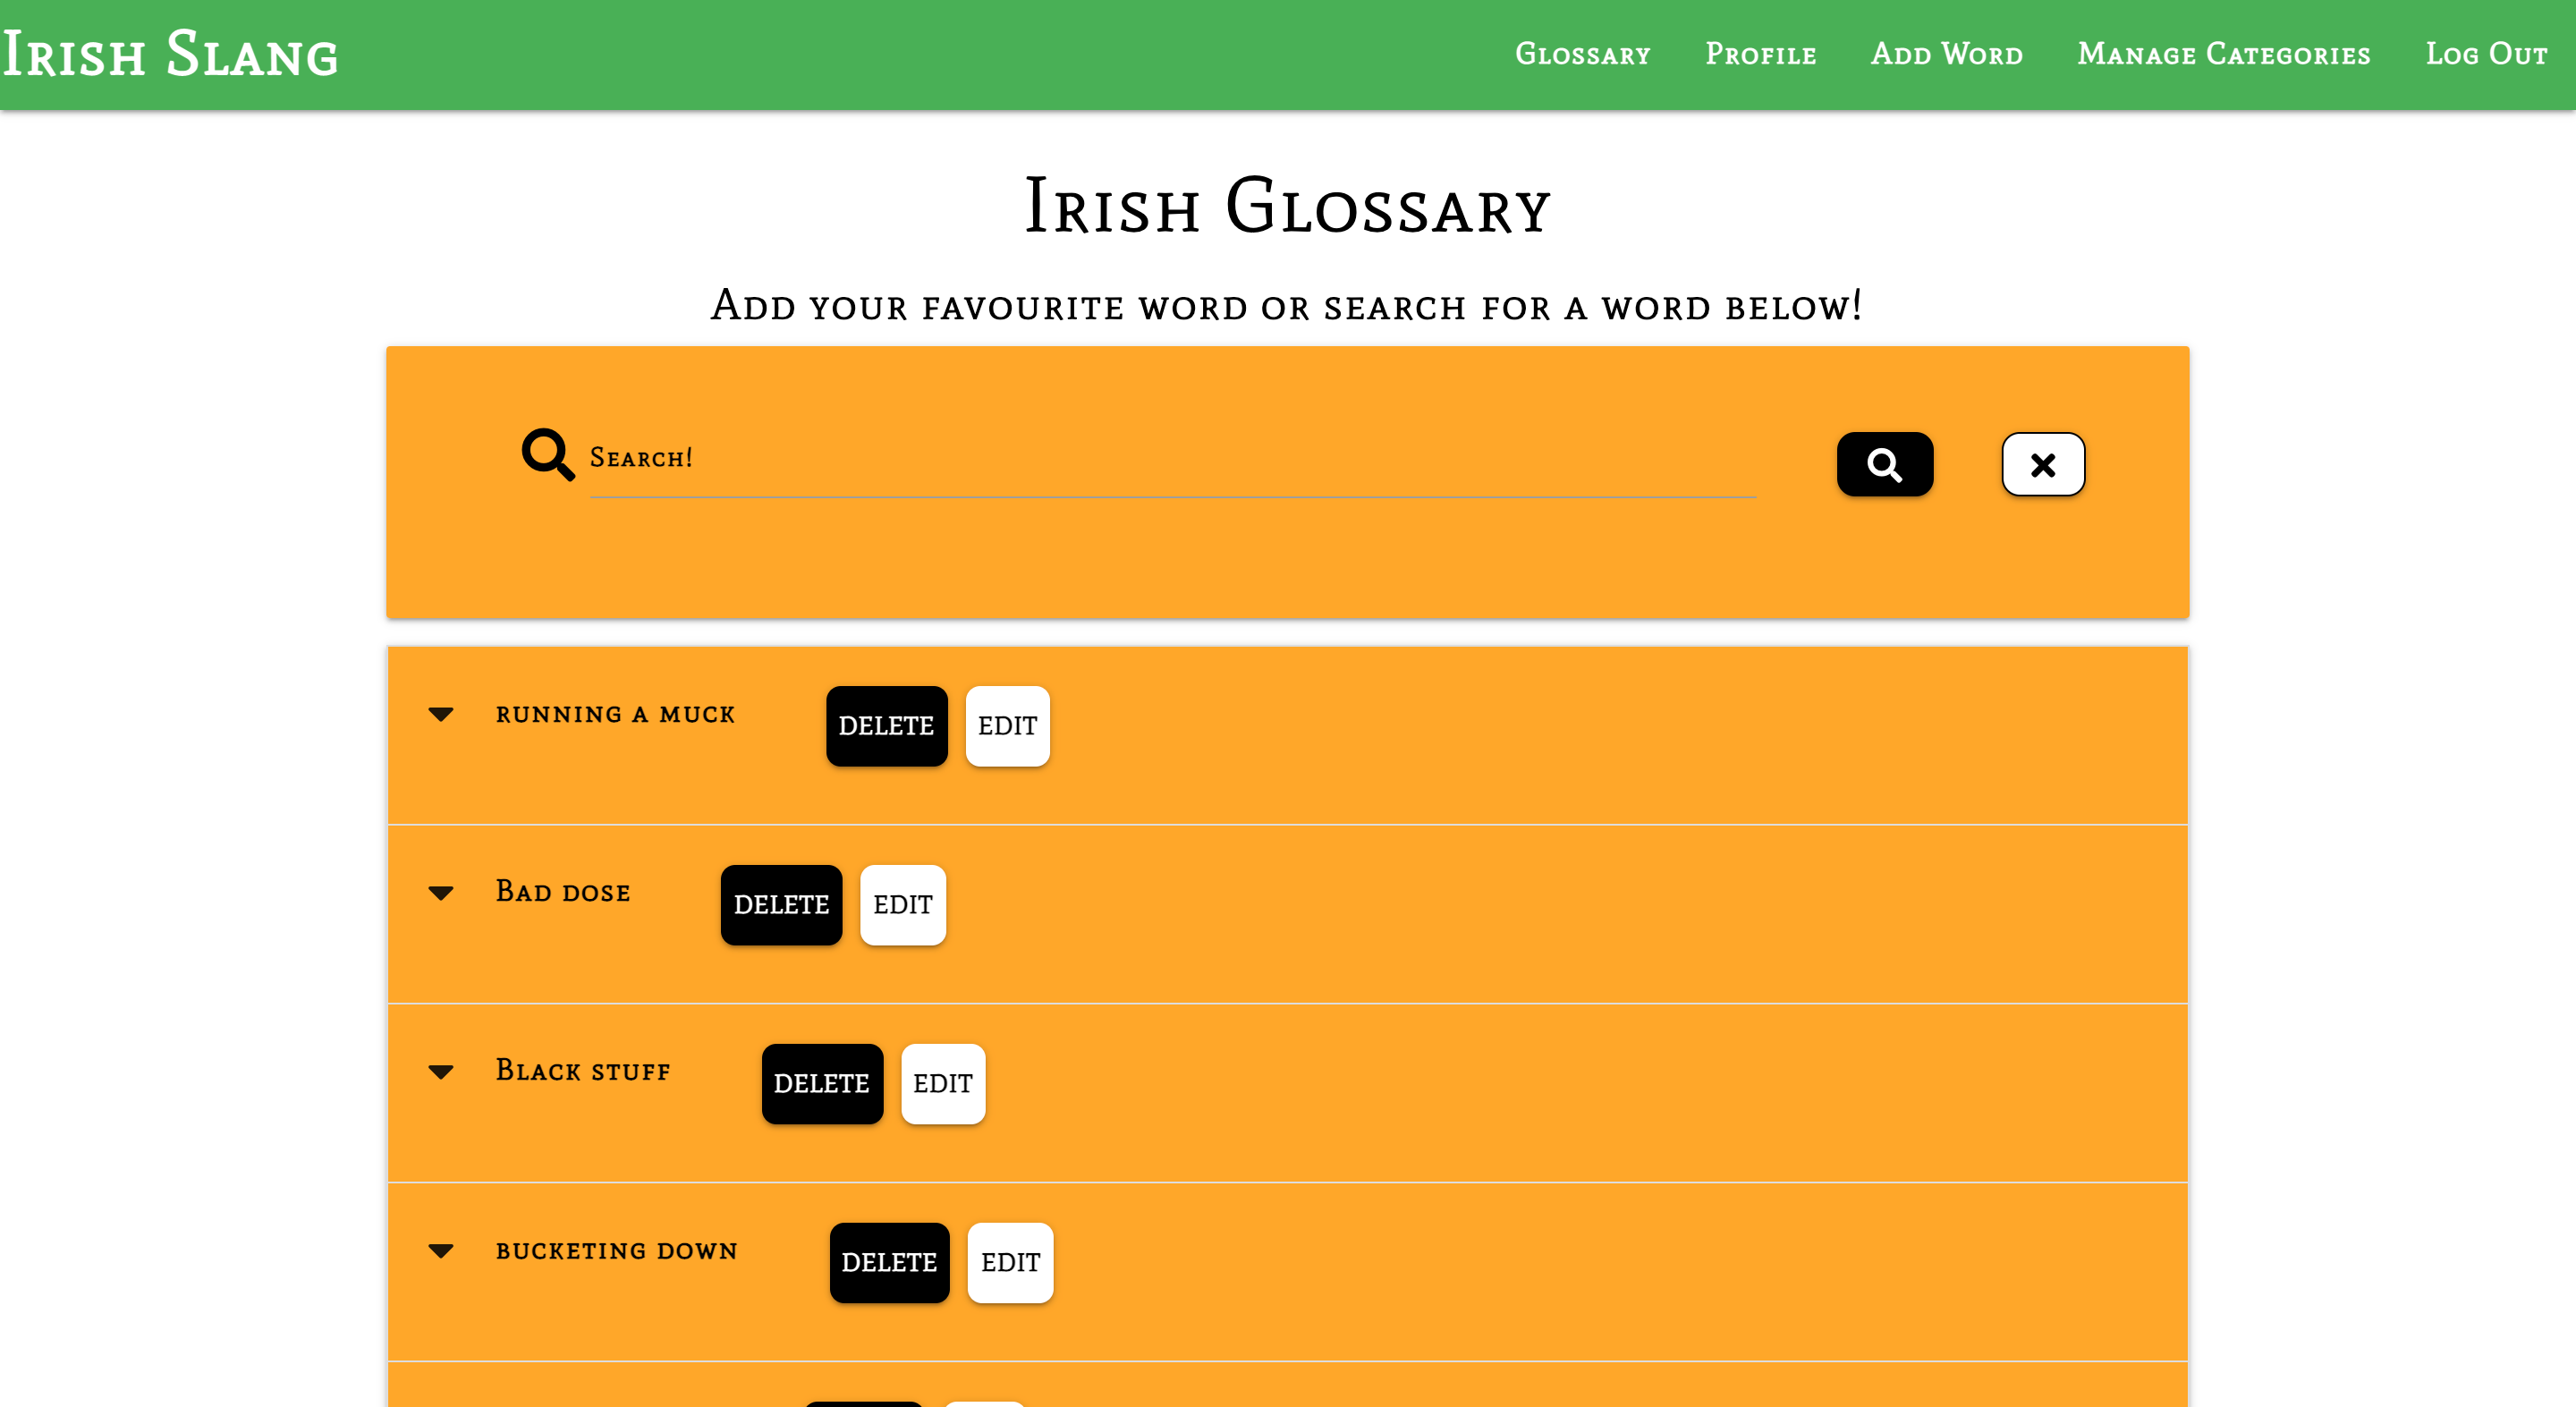 Irish Slang
Glossary Profile Add Word Manage Categories Log Out
Irish Glossary
Add your favourite word or search for a word below!
Search!
running a muck DELETE EDIT
Bad dose DELETE EDIT
Black stuff DELETE EDIT
bucketing down DELETE EDIT